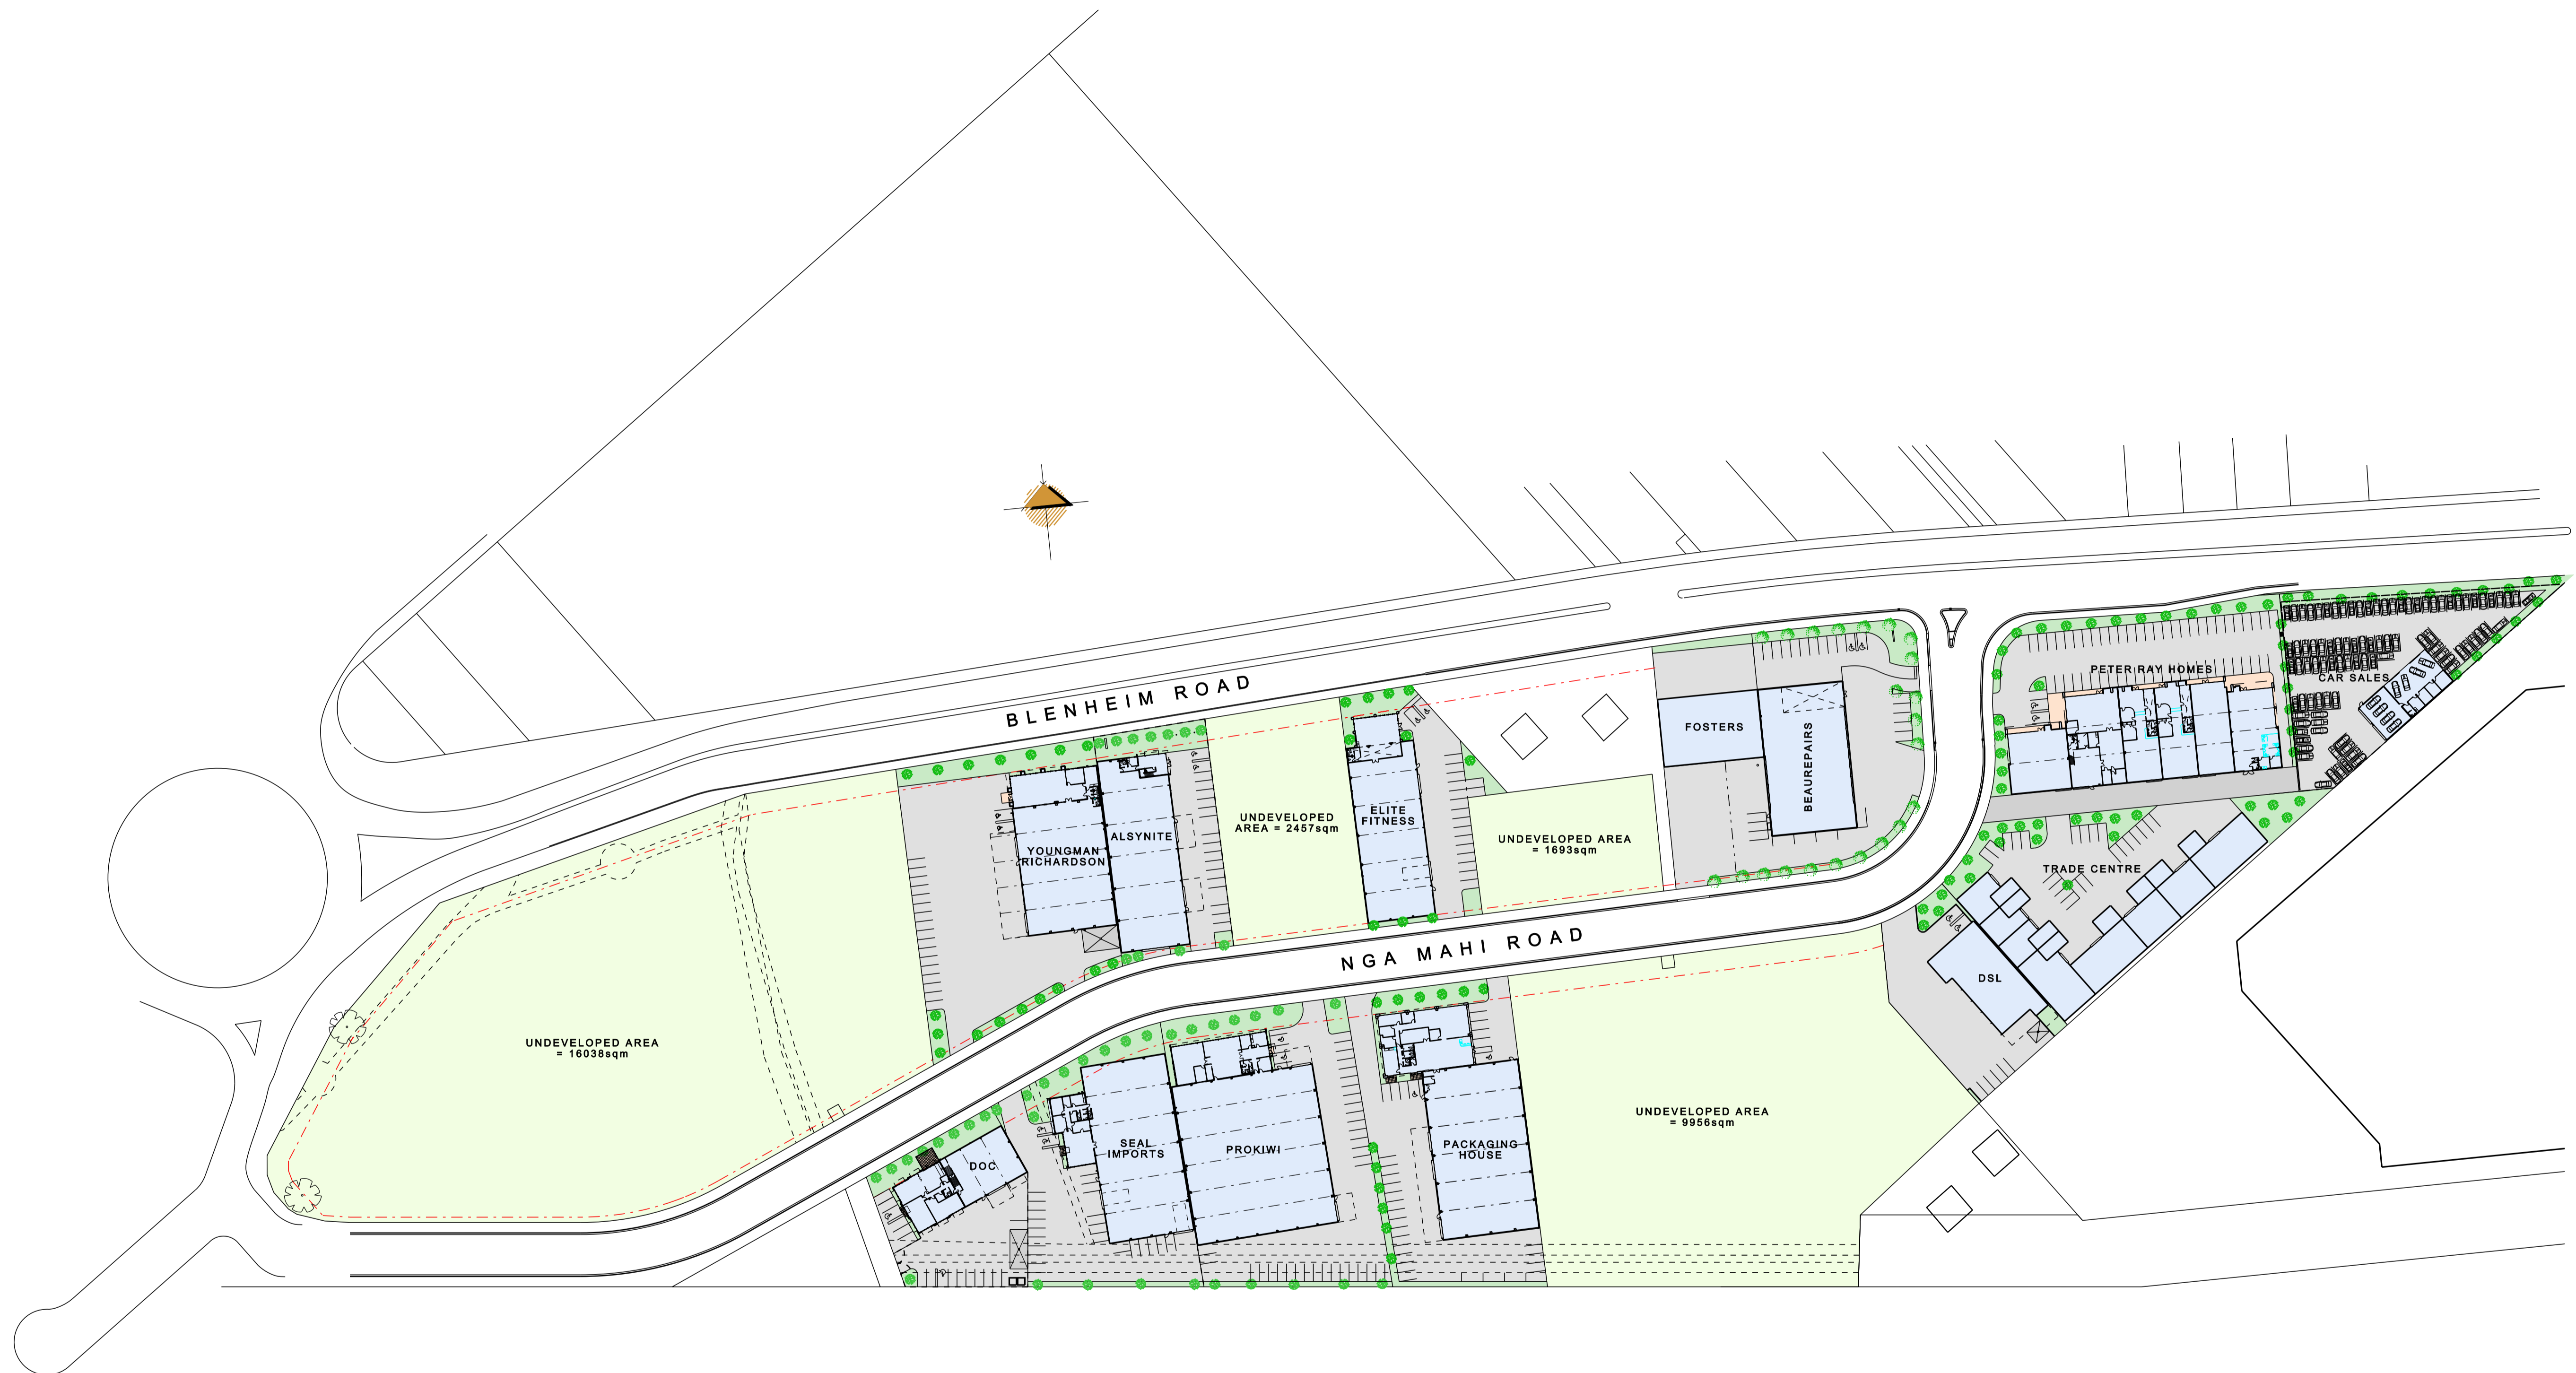 BLENHEIM ROAD
PETER RAY HOMES
CAR SALES
FOSTERS
BEAUREPAIRS
ELITE
FITNESS
UNDEVELOPED
AREA = 2457sqm
ALSYNITE
YOUNGMAN
RICHARDSON
UNDEVELOPED AREA
= 1693sqm
TRADE CENTRE
NGA MAHI ROAD
DSL
UNDEVELOPED AREA
= 16038sqm
UNDEVELOPED AREA
= 9956sqm
SEAL
IMPORTS
PROKIWI
PACKAGING
HOUSE
DOC